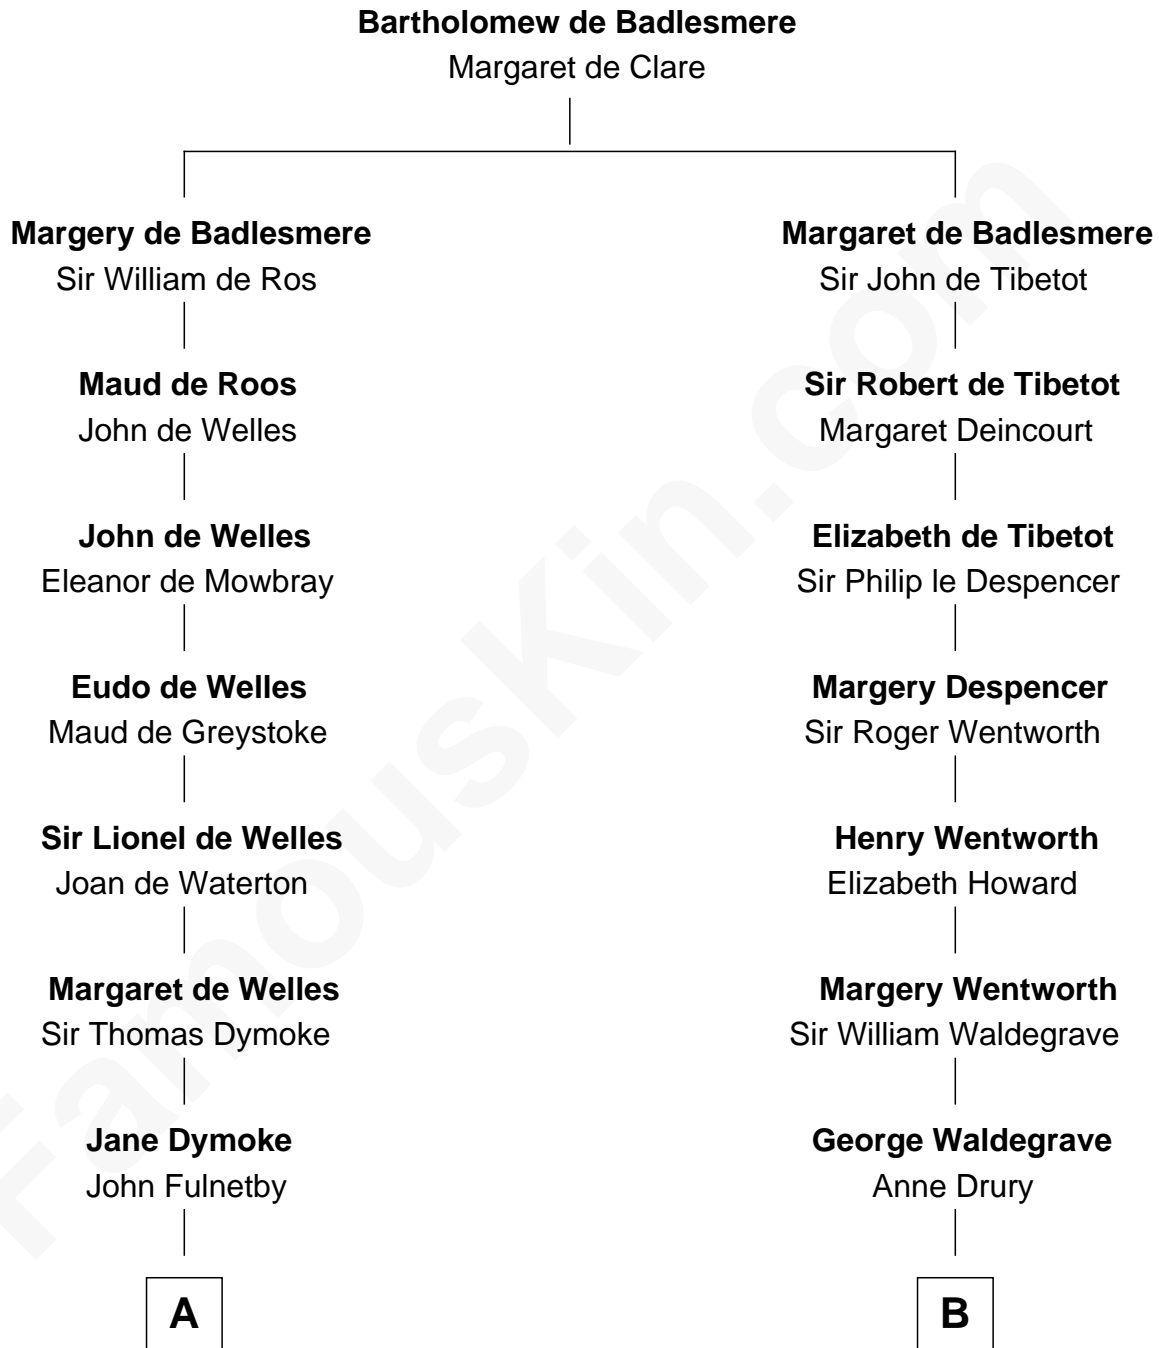 Bartholomew de Badlesmere
Margaret de Clare
Margery de Badlesmere
Sir William de Ros
Margaret de Badlesmere
Sir John de Tibetot
Maud de Roos
John de Welles
Sir Robert de Tibetot
Margaret Deincourt
John de Welles
Eleanor de Mowbray
Elizabeth de Tibetot
Sir Philip le Despencer
Eudo de Welles
Maud de Greystoke
Margery Despencer
Sir Roger Wentworth
Sir Lionel de Welles
Joan de Waterton
Henry Wentworth
Elizabeth Howard
Margaret de Welles
Sir Thomas Dymoke
Margery Wentworth
Sir William Waldegrave
Jane Dymoke
John Fulnetby
George Waldegrave
Anne Drury
A
B
FamousKin.com